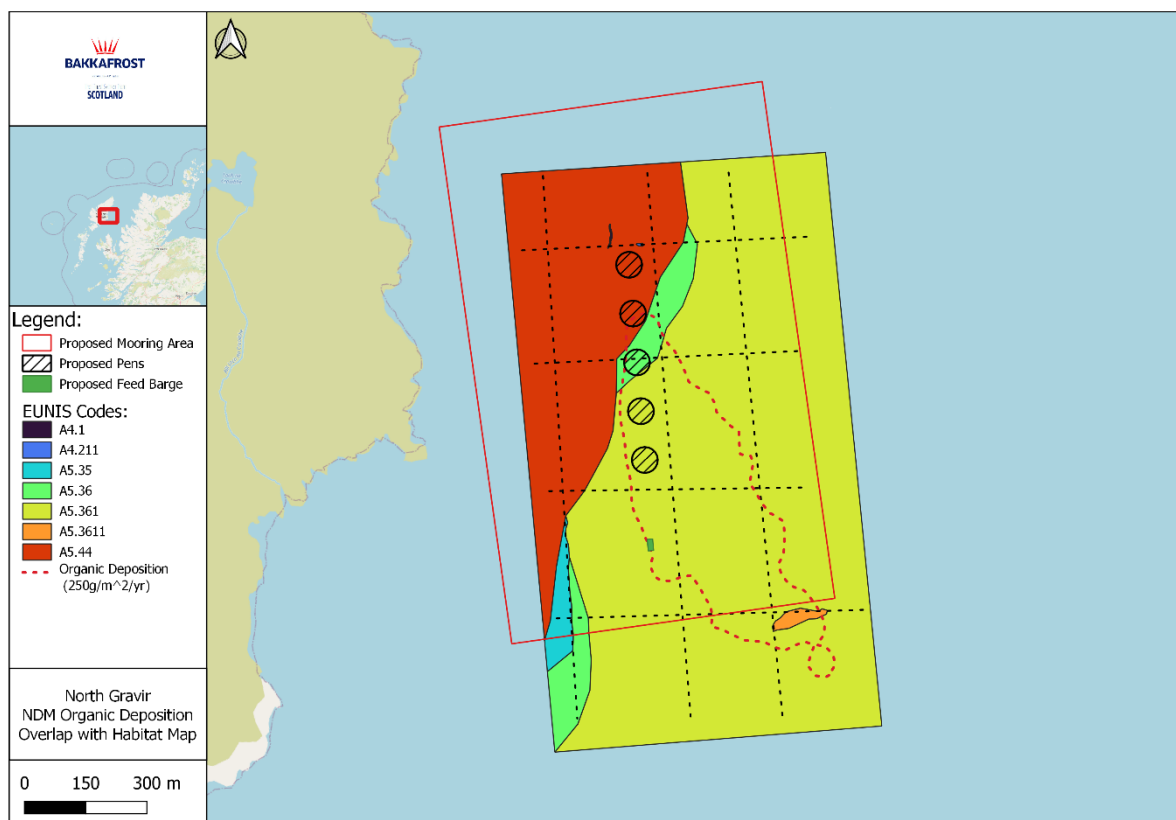 BAKKAFROST
SCOTLAND
Legend:
Proposed Mooring Area
Proposed Pens
Proposed Feed Barge
EUNIS Codes:
A4.1
A4.211
A5.35
A5.36
A5.361
A5.3611
A5.44
Organic Deposition
(250g/m^2/yr)
North Gravir
NDM Organic Deposition
Overlap with Habitat Map
0 150 300 m